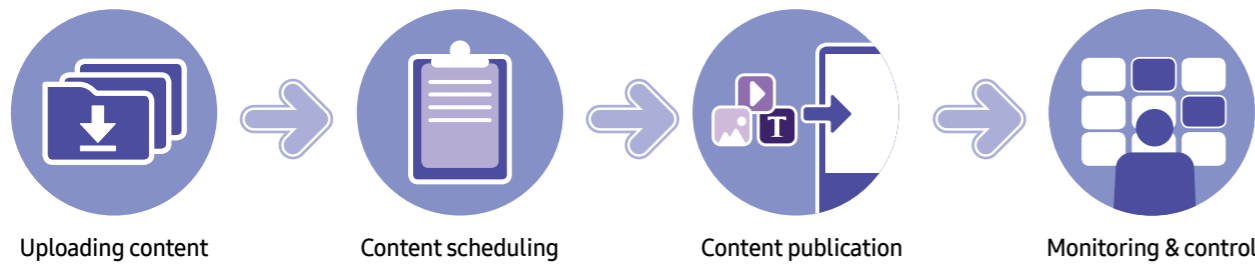 T
Uploading content
Content scheduling
Content publication
Monitoring & control